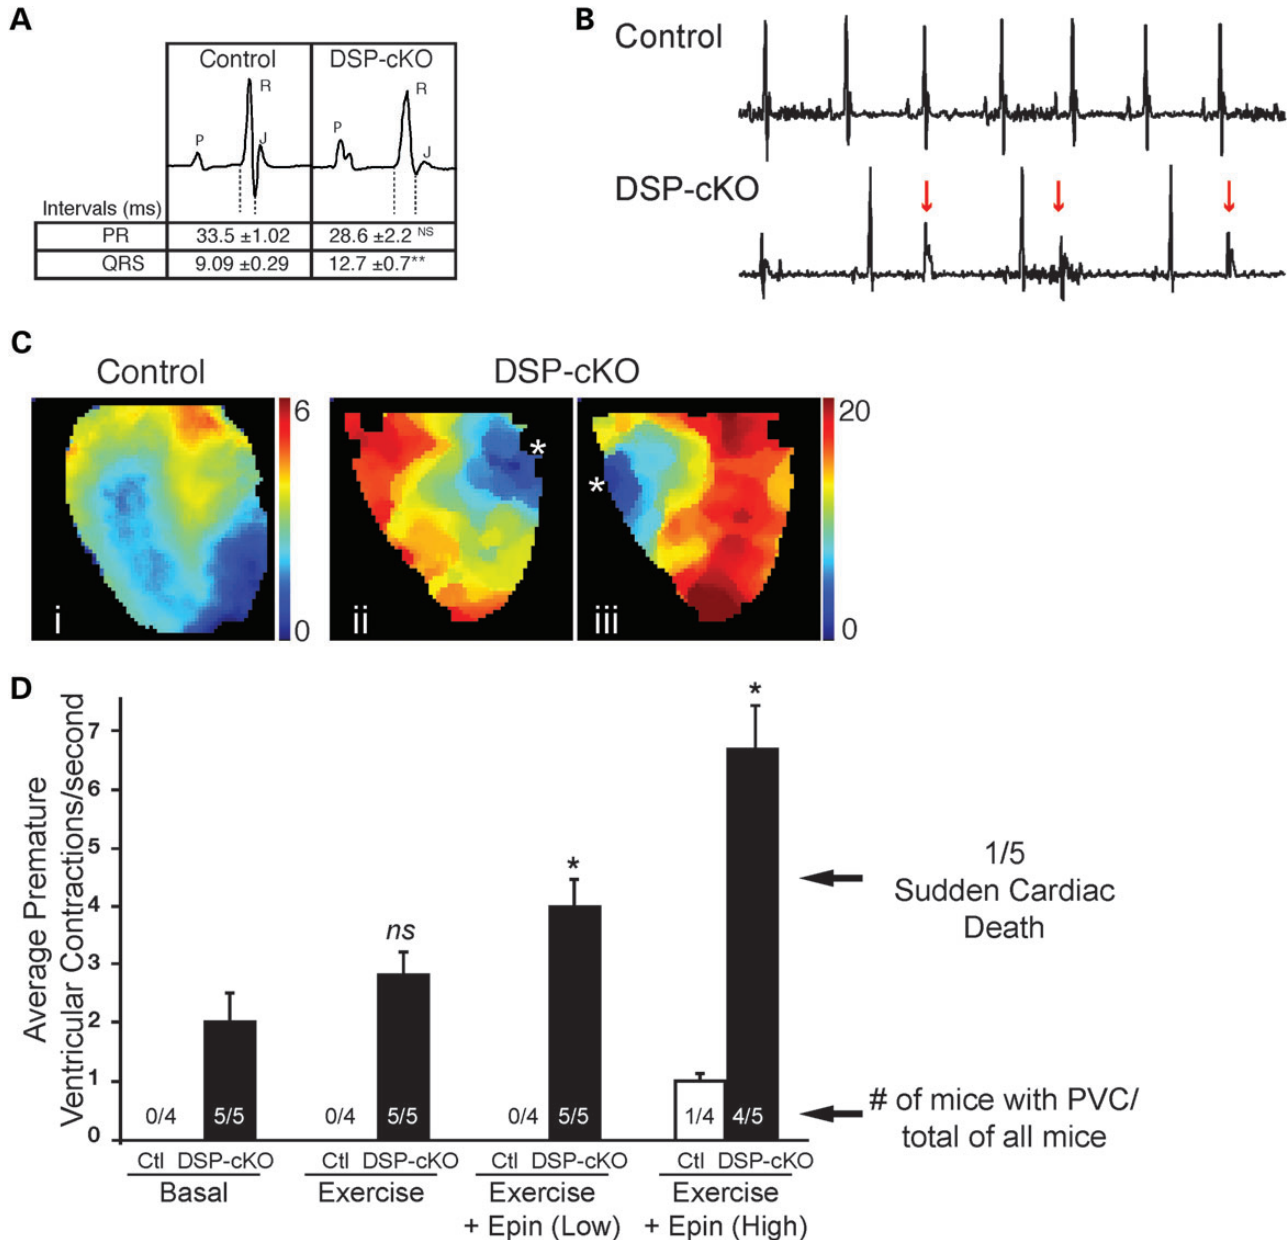 A
Control DSP-cKO
P R J
P R J
Intervals (ms)
PR 33.5 ±1.02 28.6 ±2.2 NS
QRS 9.09 ±0.29 12.7 ±0.7**
B
Control
DSP-cKO
C
Control DSP-cKO
6 20
* *
i 0 ii iii 0
D
Average Premature
Ventricular Contractions/second
7
6
5
4
3
2
1
0
ns
*
*
0/4 5/5 0/4 5/5 0/4 5/5 1/4 4/5
1/5
Sudden Cardiac
Death
# of mice with PVC/
total of all mice
Ctl DSP-cKO Ctl DSP-cKO Ctl DSP-cKO Ctl DSP-cKO
Basal Exercise Exercise Exercise
+ Epin (Low) + Epin (High)